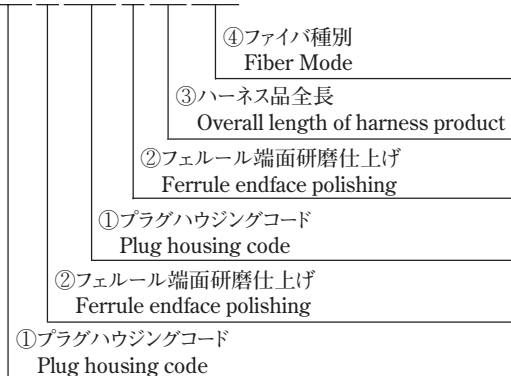 ④ファイバ種別
Fiber Mode
③ハーネス品全長
Overall length of harness product
②フェルール端面研磨仕上げ
Ferrule endface polishing
①プラグハウジングコード
Plug housing code
②フェルール端面研磨仕上げ
Ferrule endface polishing
①プラグハウジングコード
Plug housing code